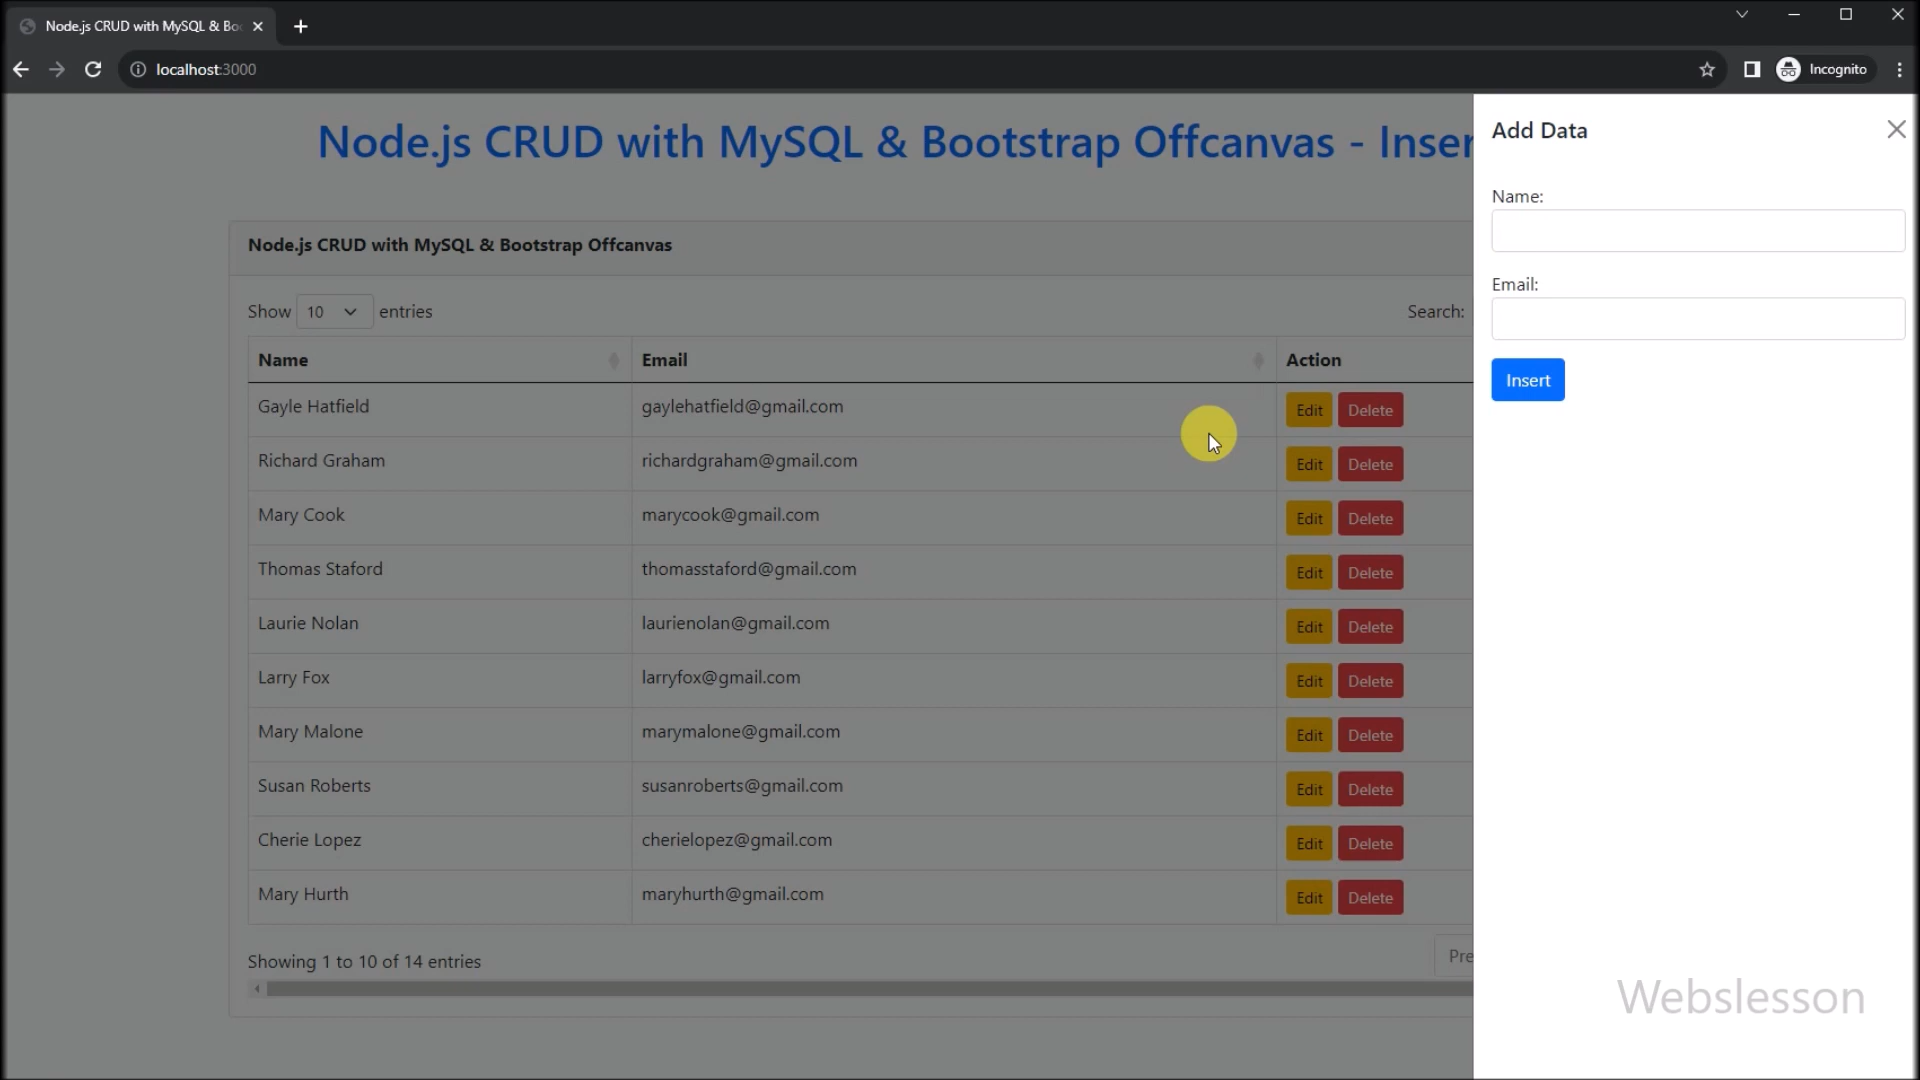 Node.js CRUD with MySQL & Bo
localhost:3000
Incognito
Node.js CRUD with MySQL & Bootstrap Offcanvas - Inser
Node.js CRUD with MySQL & Bootstrap Offcanvas
Show 10 entries
Search:
Name Email Action
Gayle Hatfield gaylehatfield@gmail.com Edit Delete
Richard Graham richardgraham@gmail.com Edit Delete
Mary Cook marycook@gmail.com Edit Delete
Thomas Staford thomasstaford@gmail.com Edit Delete
Laurie Nolan laurienolan@gmail.com Edit Delete
Larry Fox larryfox@gmail.com Edit Delete
Mary Malone marymalone@gmail.com Edit Delete
Susan Roberts susanroberts@gmail.com Edit Delete
Cherie Lopez cherielopez@gmail.com Edit Delete
Mary Hurth maryhurth@gmail.com Edit Delete
Showing 1 to 10 of 14 entries
Pre
Add Data
Name:
Email:
Insert
Webslesson